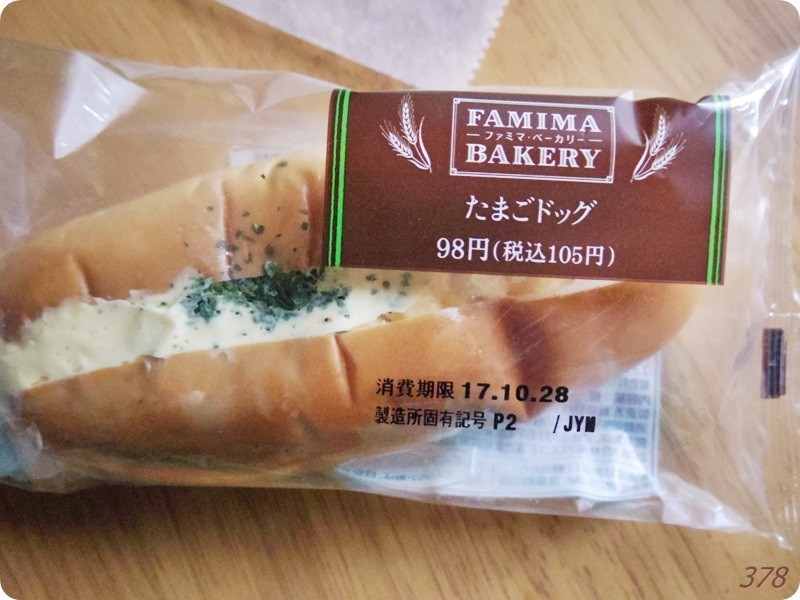 FAMIMA
ファミマ・ベーカリー
BAKERY
たまごドッグ
98円(税込105円)
消費期限 17.10.28
製造所固有記号 P2 /JYM
378